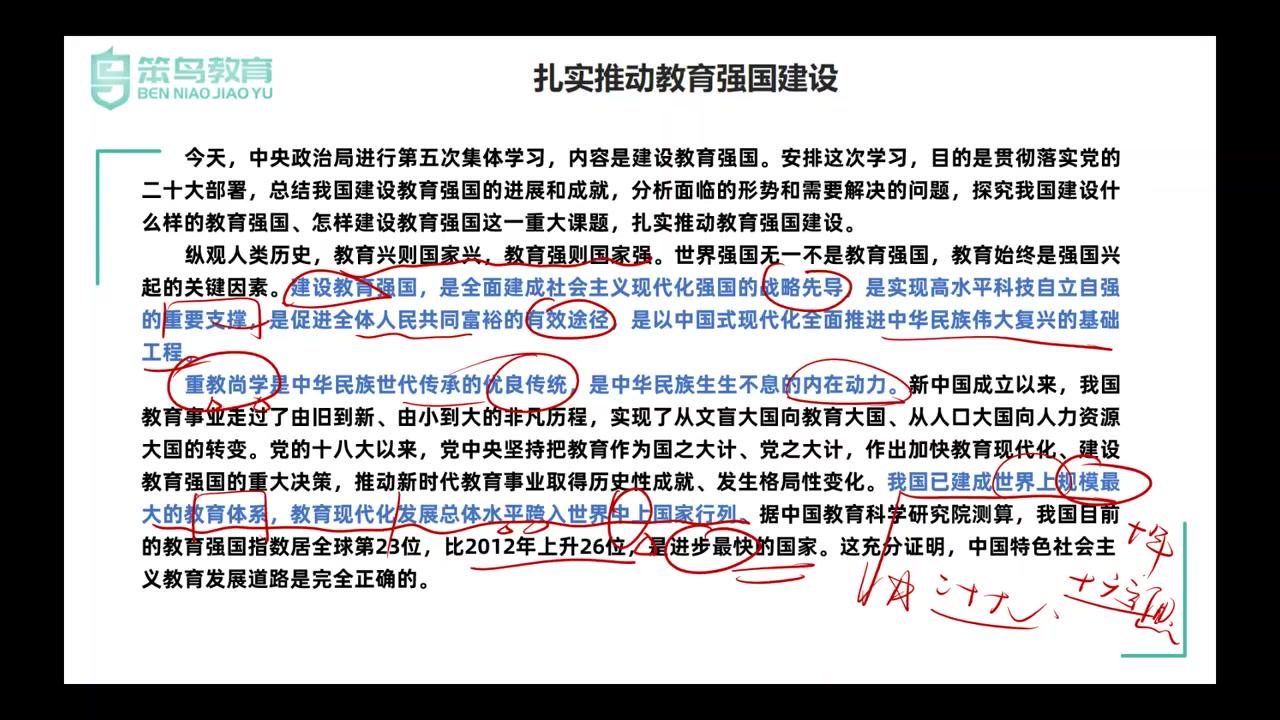 笨鸟教育
BEN NIAO JIAO YU
扎实推动教育强国建设
今天，中央政治局进行第五次集体学习，内容是建设教育强国。安排这次学习，目的是贯彻落实党的
二十大部署，总结我国建设教育强国的进展和成就，分析面临的形势和需要解决的问题，探究我国建设什
么样的教育强国、怎样建设教育强国这一重大课题，扎实推动教育强国建设。
纵观人类历史，教育兴则国家兴，教育强则国家强。世界强国无一不是教育强国，教育始终是强国兴
起的关键因素。建设教育强国，是全面建成社会主义现代化强国的战略先导，是实现高水平科技自立自强
的重要支撑，是促进全体人民共同富裕的有效途径，是以中国式现代化全面推进中华民族伟大复兴的基础
工程。
重教尚学是中华民族世代传承的优良传统，是中华民族生生不息的内在动力。新中国成立以来，我国
教育事业走过了由旧到新、由小到大的非凡历程，实现了从文盲大国向教育大国、从人口大国向人力资源
大国的转变。党的十八大以来，党中央坚持把教育作为国之大计、党之大计，作出加快教育现代化、建设
教育强国的重大决策，推动新时代教育事业取得历史性成就、发生格局性变化。我国已建成世界上规模最
大的教育体系，教育现代化发展总体水平跨入世界中上国家行列。据中国教育科学研究院测算，我国目前
的教育强国指数居全球第23位，比2012年上升26位，是进步最快的国家。这充分证明，中国特色社会主
义教育发展道路是完全正确的。